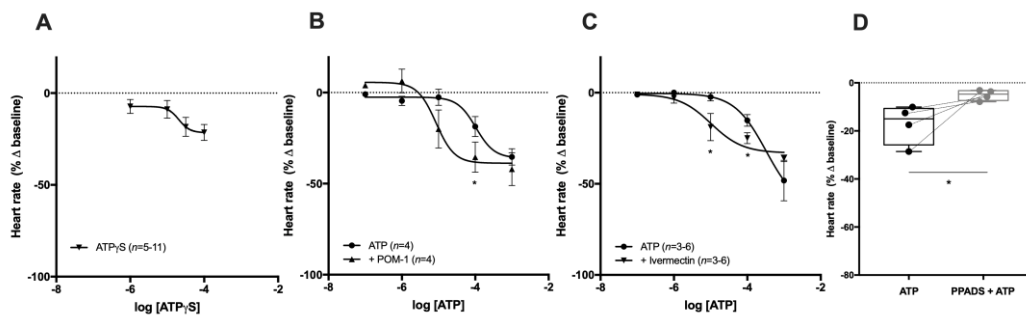 A
Heart rate (% Δ baseline)
0
-50
-100
-8
-6
-4
-2
log [ATPγS]
ATPγS (n=5-11)
B
Heart rate (% Δ baseline)
0
-50
-100
-8
-6
-4
-2
log [ATP]
*
ATP (n=4)
+ POM-1 (n=4)
C
Heart rate (% Δ baseline)
0
-50
-100
-8
-6
-4
-2
log [ATP]
*
*
ATP (n=3-6)
+ Ivermectin (n=3-6)
D
Heart rate (% Δ baseline)
0
-20
-40
-60
-80
*
ATP
PPADS + ATP